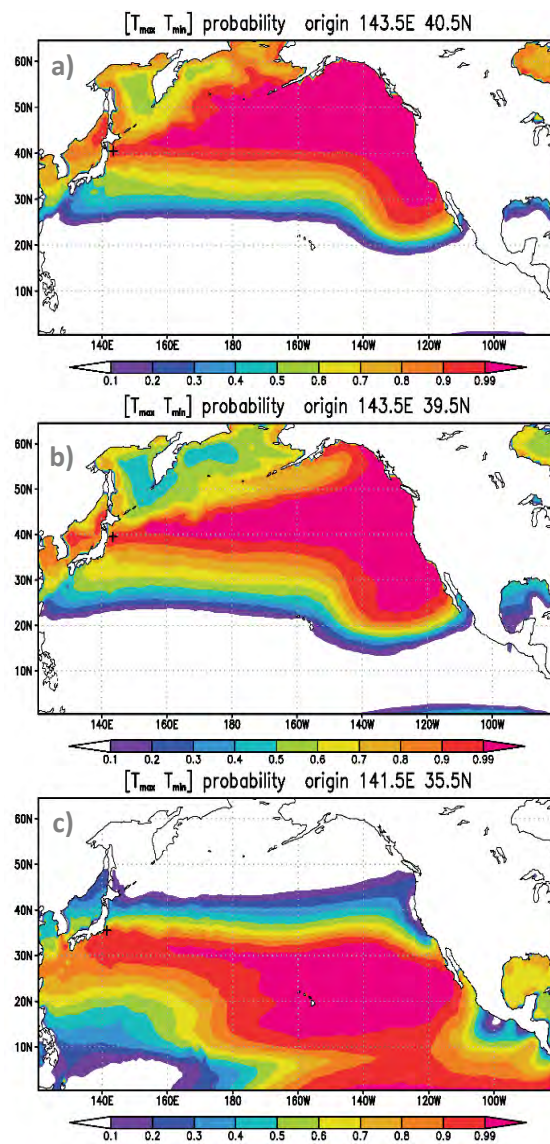 [Tmax Tmin] probability origin 143.5E 40.5N
a)
60N
50N
40N
30N
20N
10N
140E 160E 180 160W 140W 120W 100W
0.1 0.2 0.3 0.4 0.5 0.6 0.7 0.8 0.9 0.99
[Tmax Tmin] probability origin 143.5E 39.5N
b)
60N
50N
40N
30N
20N
10N
140E 160E 180 160W 140W 120W 100W
0.1 0.2 0.3 0.4 0.5 0.6 0.7 0.8 0.9 0.99
[Tmax Tmin] probability origin 141.5E 35.5N
c)
60N
50N
40N
30N
20N
10N
140E 160E 180 160W 140W 120W 100W
0.1 0.2 0.3 0.4 0.5 0.6 0.7 0.8 0.9 0.99